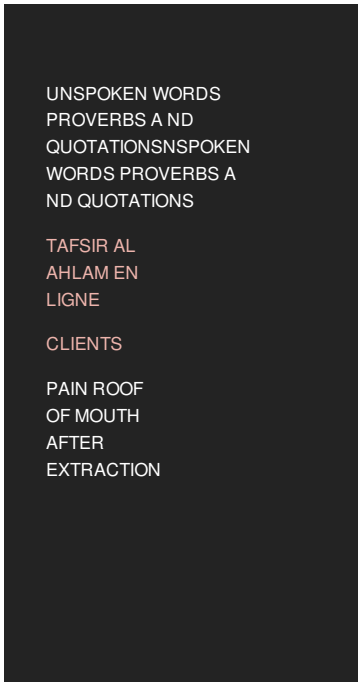 UNSPOKEN WORDS
PROVERBS A ND
QUOTATIONSNSPOKEN
WORDS PROVERBS A
ND QUOTATIONS
TAFSIR AL
AHLAM EN
LIGNE
CLIENTS
PAIN ROOF
OF MOUTH
AFTER
EXTRACTION